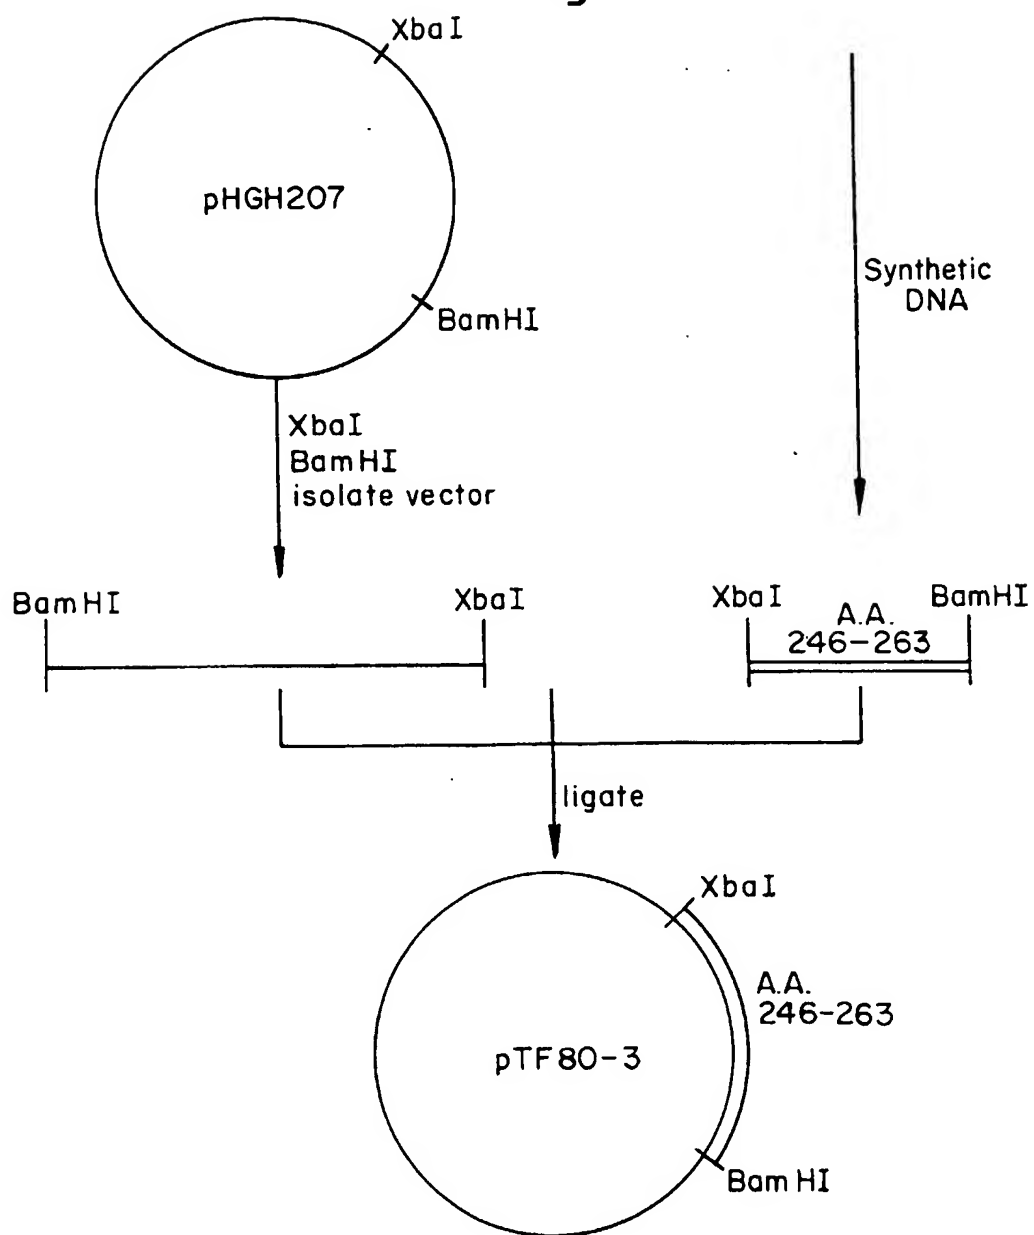 XbaI
pHGH207
BamHI
Synthetic
DNA
XbaI
BamHI
isolate vector
BamHI
XbaI
XbaI
A.A.
246-263
BamHI
ligate
XbaI
A.A.
246-263
pTF80-3
BamHI